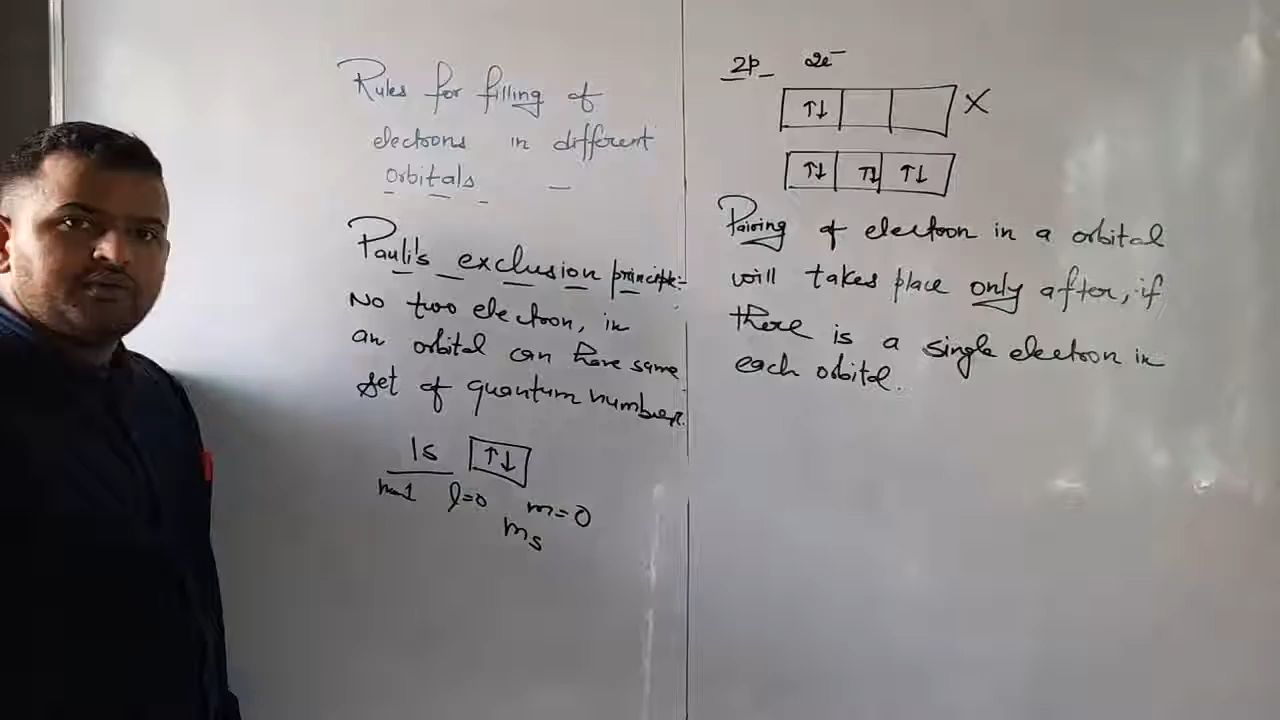 Rules for filling of
electrons in different
orbitals
Pauli's exclusion principle:-
No two electron, in
an orbital can have same
set of quantum number.
1s ↑↓
n=1 l=0 m=0
ms
2p 2e⁻
↑↓ X
↑↓ ↑↓ ↑↓
Pairing of electron in a orbital
will takes place only after, if
there is a single electron in
each orbital.